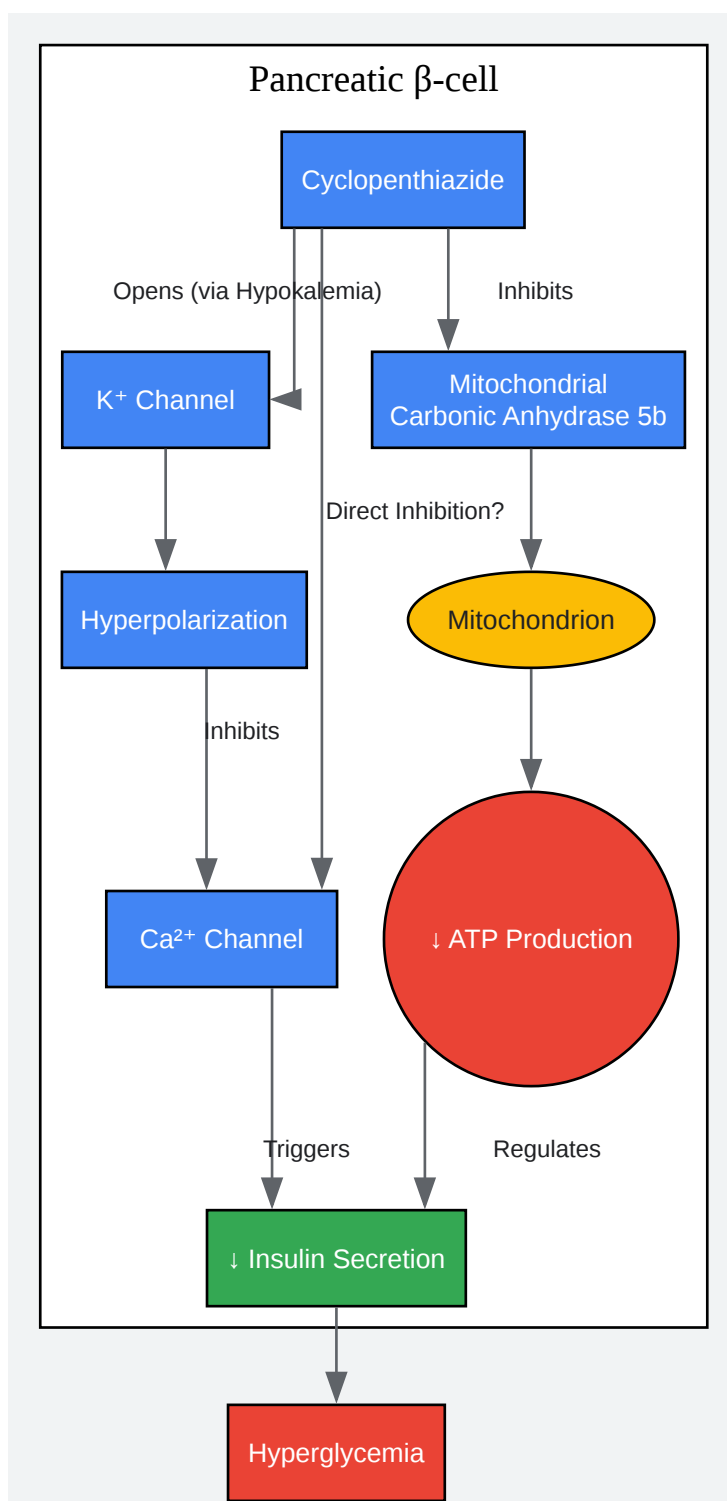 Pancreatic β-cell
Cyclopenthiazide
Opens (via Hypokalemia)
Inhibits
K⁺ Channel
Mitochondrial
Carbonic Anhydrase 5b
Direct Inhibition?
Hyperpolarization
Mitochondrion
Inhibits
Ca²⁺ Channel
↓ ATP Production
Triggers
Regulates
↓ Insulin Secretion
Hyperglycemia